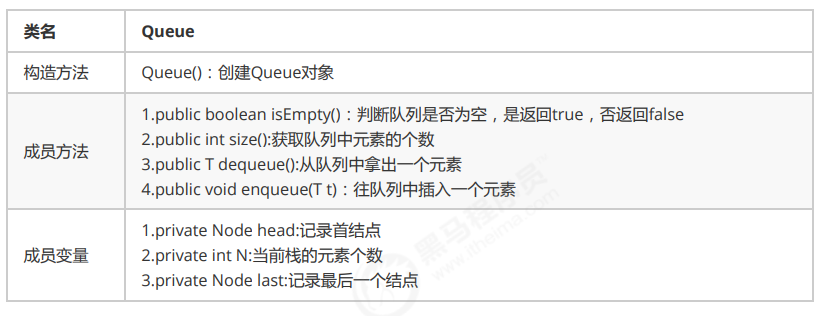 类名 Queue
构造方法 Queue()：创建Queue对象
1.public boolean isEmpty()：判断队列是否为空，是返回true，否返回false
2.public int size():获取队列中元素的个数
成员方法
3.public T dequeue():从队列中拿出一个元素
4.public void enqueue(T t)：往队列中插入一个元素
1.private Node head:记录首结点
成员变量 2.private int N:当前栈的元素个数
3.private Node last:记录最后一个结点
黑马程序员™
www.itheima.com